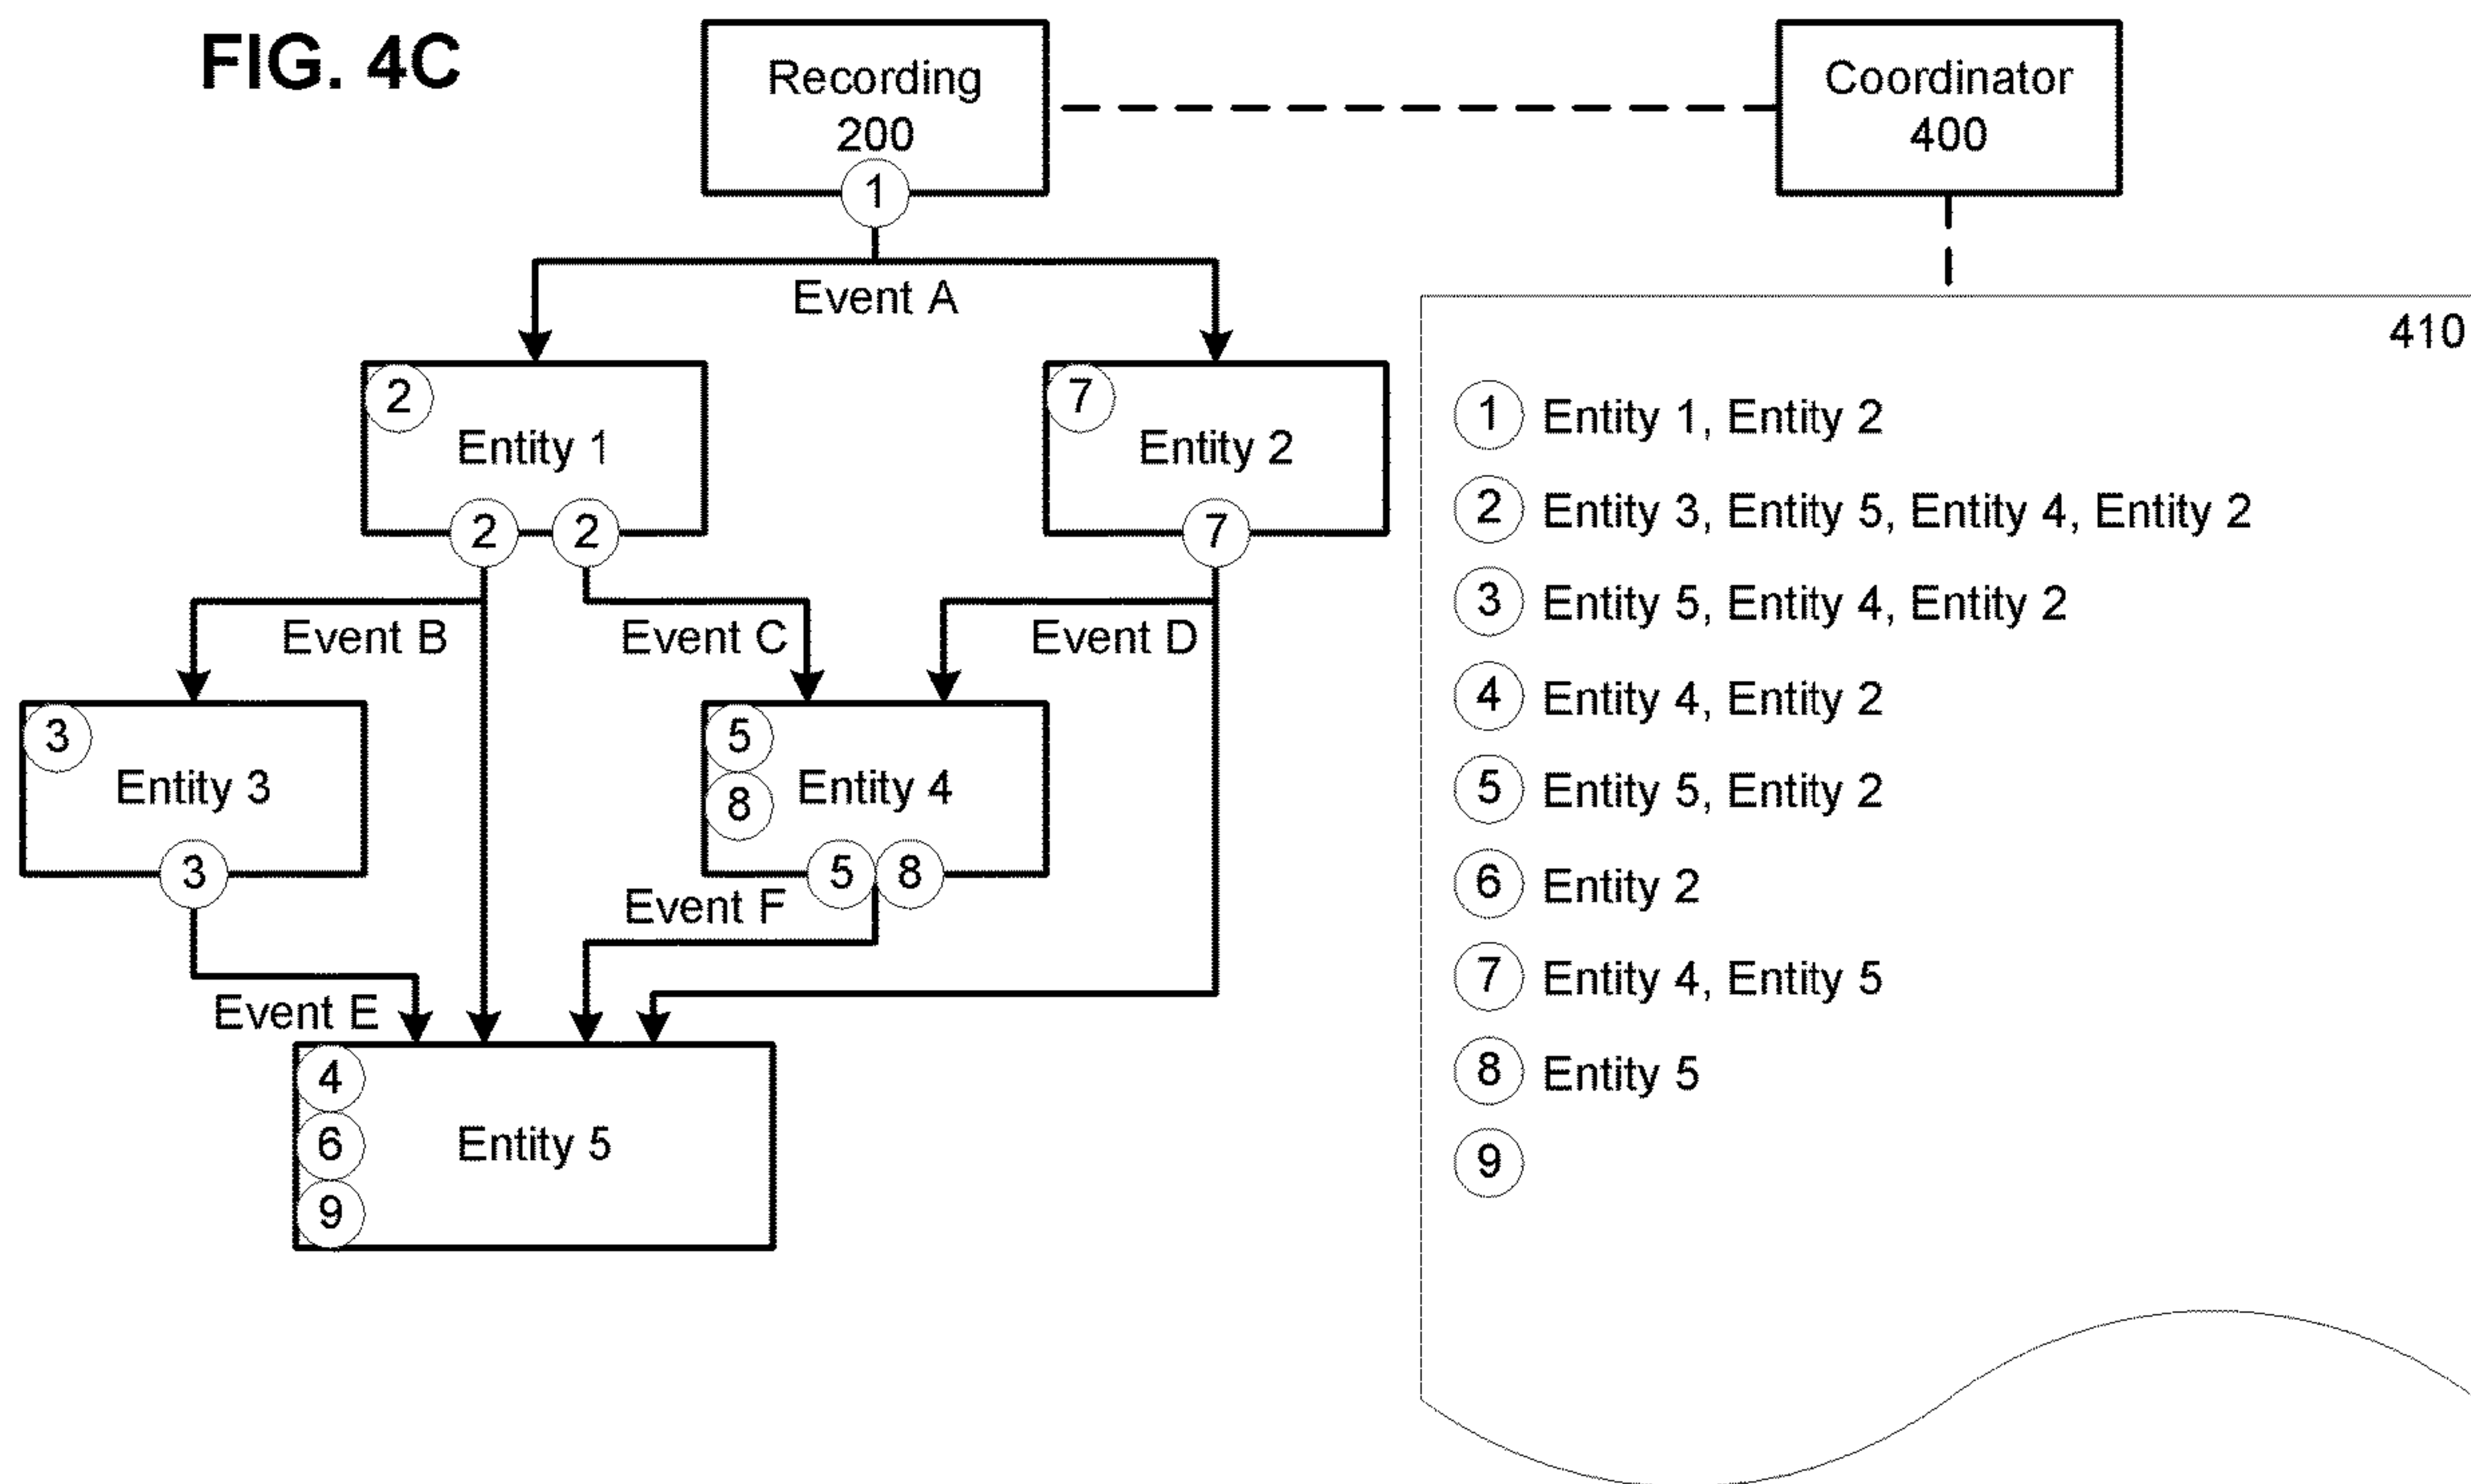 FIG. 4C
Recording
200
1
Coordinator
400
Event A
2
Entity 1
2 2
7
Entity 2
7
Event B
Event C
Event D
3
Entity 3
3
5
8
Entity 4
5 8
Event F
Event E
4
6
9
Entity 5
410
1 Entity 1, Entity 2
2 Entity 3, Entity 5, Entity 4, Entity 2
3 Entity 5, Entity 4, Entity 2
4 Entity 4, Entity 2
5 Entity 5, Entity 2
6 Entity 2
7 Entity 4, Entity 5
8 Entity 5
9